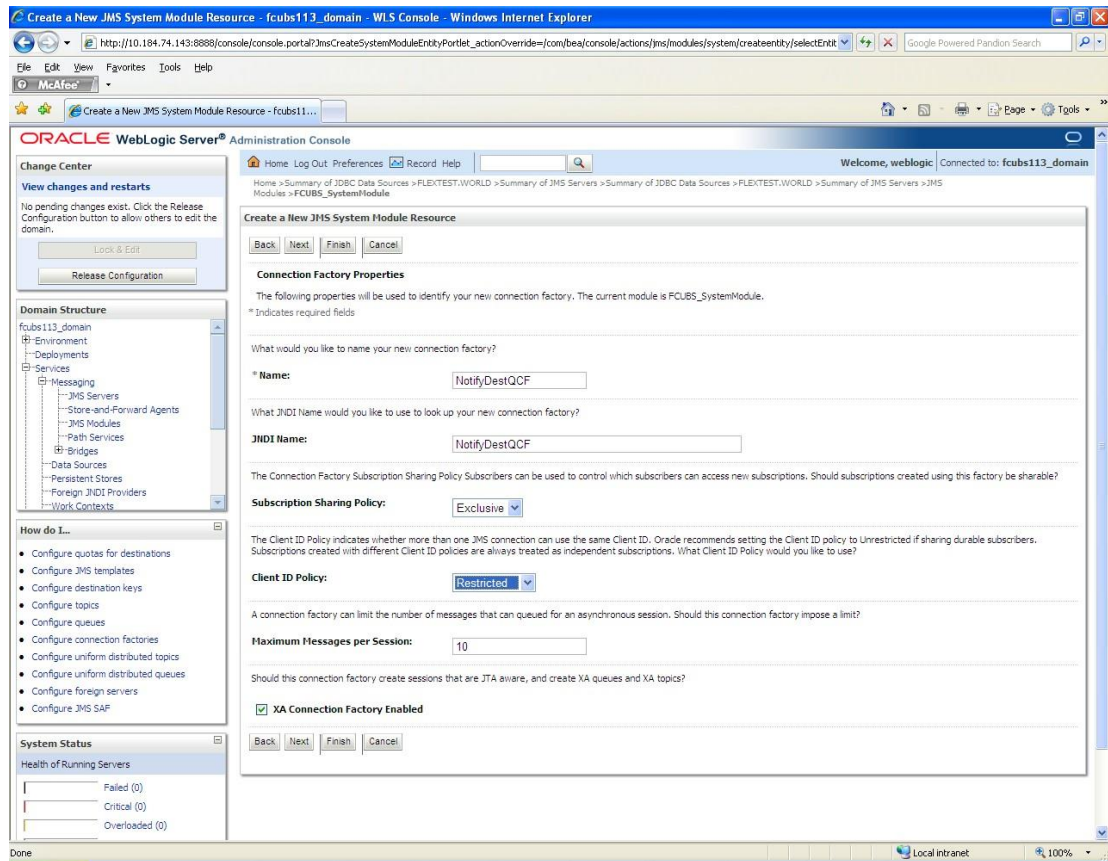 Create a New JMS System Module Resource - fcubs113_domain - WLS Console - Windows Internet Explorer
http://10.184.74.143:8888/console/console.portal?JmsCreateSystemModuleEntityPortlet_actionOverride=/com/bea/console/actions/jms/modules/system/createentity/selectEntit
Google Powered Pandion Search
File Edit View Favorites Tools Help
McAfee
Create a New JMS System Module Resource - fcubs11...
Page Tools
ORACLE WebLogic Server® Administration Console
Change Center
View changes and restarts
No pending changes exist. Click the Release
Configuration button to allow others to edit the
domain.
Lock & Edit
Release Configuration
Domain Structure
fcubs113_domain
Environment
Deployments
Services
Messaging
JMS Servers
Store-and-Forward Agents
JMS Modules
Path Services
Bridges
Data Sources
Persistent Stores
Foreign JNDI Providers
Work Contexts
How do I...
Configure quotas for destinations
Configure JMS templates
Configure destination keys
Configure topics
Configure queues
Configure connection factories
Configure uniform distributed topics
Configure uniform distributed queues
Configure foreign servers
Configure JMS SAF
System Status
Health of Running Servers
Failed (0)
Critical (0)
Overloaded (0)
Home Log Out Preferences Record Help
Welcome, weblogic Connected to: fcubs113_domain
Home >Summary of JDBC Data Sources >FLEXTEST.WORLD >Summary of JMS Servers >Summary of JDBC Data Sources >FLEXTEST.WORLD >Summary of JMS Servers >JMS
Modules >FCUBS_SystemModule
Create a New JMS System Module Resource
Back Next Finish Cancel
Connection Factory Properties
The following properties will be used to identify your new connection factory. The current module is FCUBS_SystemModule.
* Indicates required fields
What would you like to name your new connection factory?
* Name: NotifyDestQCF
What JNDI Name would you like to use to look up your new connection factory?
JNDI Name: NotifyDestQCF
The Connection Factory Subscription Sharing Policy Subscribers can be used to control which subscribers can access new subscriptions. Should subscriptions created using this factory be sharable?
Subscription Sharing Policy: Exclusive
The Client ID Policy indicates whether more than one JMS connection can use the same Client ID. Oracle recommends setting the Client ID policy to Unrestricted if sharing durable subscribers.
Subscriptions created with different Client ID policies are always treated as independent subscriptions. What Client ID Policy would you like to use?
Client ID Policy: Restricted
A connection factory can limit the number of messages that can queued for an asynchronous session. Should this connection factory impose a limit?
Maximum Messages per Session: 10
Should this connection factory create sessions that are JTA aware, and create XA queues and XA topics?
XA Connection Factory Enabled
Back Next Finish Cancel
Done
Local intranet
100%